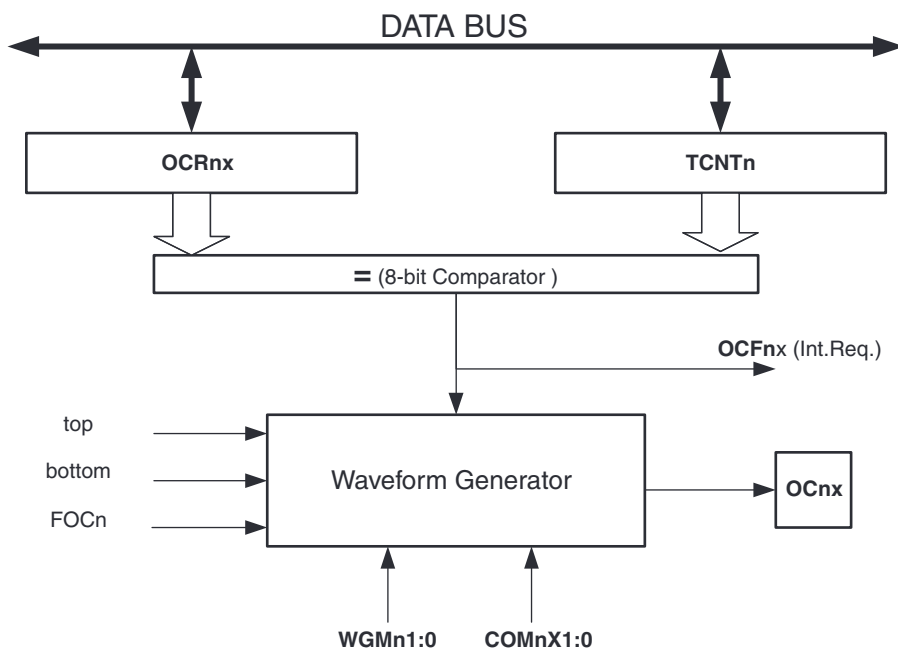 DATA BUS
OCRnx
TCNTn
= (8-bit Comparator )
OCFnx (Int.Req.)
top
bottom
FOCn
Waveform Generator
OCnx
WGMn1:0
COMnX1:0